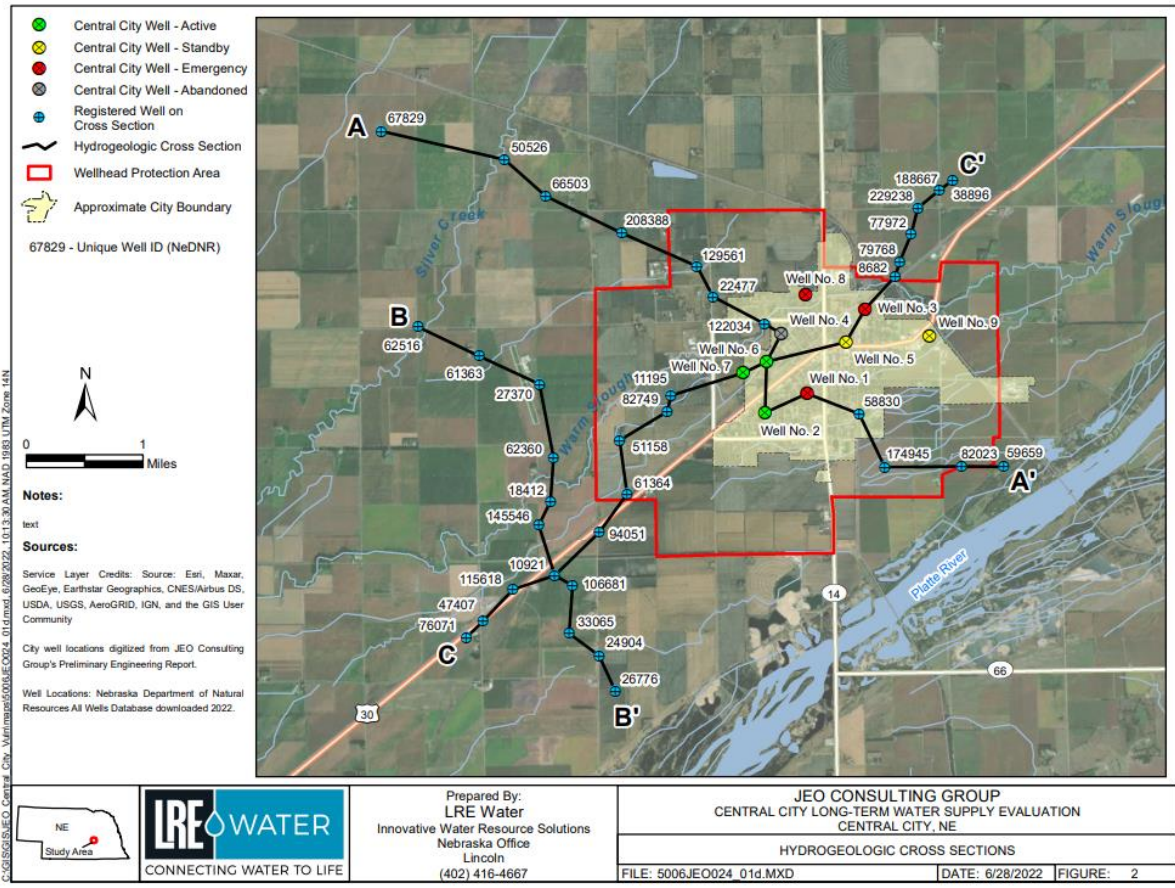 Central City Well - Active
Central City Well - Standby
Central City Well - Emergency
Central City Well - Abandoned
Registered Well on
Cross Section
Hydrogeologic Cross Section
Wellhead Protection Area
Approximate City Boundary
67829 - Unique Well ID (NeDNR)
N
0 1
Miles
Notes:
text
Sources:
Service Layer Credits: Source: Esri, Maxar,
GeoEye, Earthstar Geographics, CNES/Airbus DS,
USDA, USGS, AeroGRID, IGN, and the GIS User
Community
City well locations digitized from JEO Consulting
Group's Preliminary Engineering Report.
Well Locations: Nebraska Department of Natural
Resources All Wells Database downloaded 2022.
A
67829
50526
66503
208388
129561
22477
122034
Silver Creek
B
62516
61363
27370
62360
18412
145546
10921
115618
47407
76071
C
106681
33065
24904
26776
B'
94051
61364
51158
82749
11195
Warm Slough
Well No. 7
Well No. 6
Well No. 4
Well No. 8
Well No. 3
Well No. 5
Well No. 9
Well No. 1
Well No. 2
58830
174945
82023
59659
A'
C'
188667
38896
229238
77972
79768
8682
Warm Slough
Platte River
14
66
30
NE
Study Area
LRE WATER
CONNECTING WATER TO LIFE
Prepared By:
LRE Water
Innovative Water Resource Solutions
Nebraska Office
Lincoln
(402) 416-4667
JEO CONSULTING GROUP
CENTRAL CITY LONG-TERM WATER SUPPLY EVALUATION
CENTRAL CITY, NE
HYDROGEOLOGIC CROSS SECTIONS
FILE: 5006JEO024_01d.MXD
DATE: 6/28/2022
FIGURE: 2